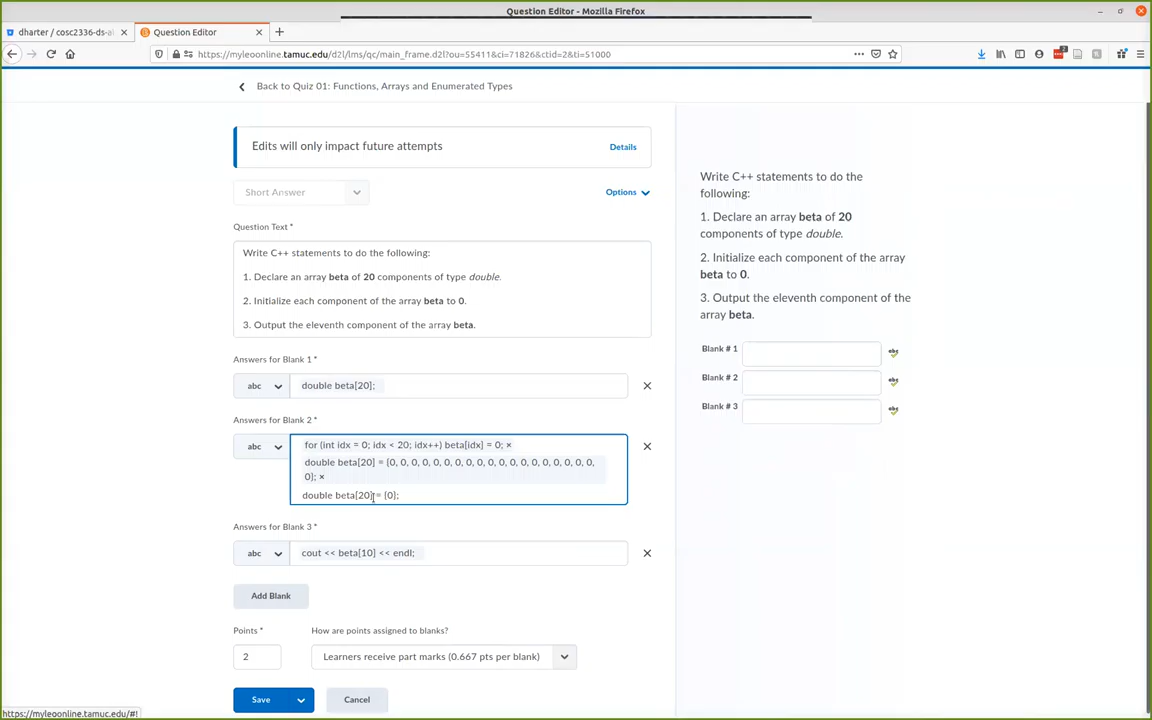 Question Editor - Mozilla Firefox
dharter / cosc2336-ds-al
Question Editor
https://myleoonline.tamuc.edu/d2l/lms/qc/main_frame.d2l?ou=55411&ci=71826&ctid=2&ti=51000
Back to Quiz 01: Functions, Arrays and Enumerated Types
Edits will only impact future attempts
Details
Short Answer
Options
Question Text *
Write C++ statements to do the following:
1. Declare an array beta of 20 components of type double.
2. Initialize each component of the array beta to 0.
3. Output the eleventh component of the array beta.
Answers for Blank 1 *
abc
double beta[20];
Answers for Blank 2 *
abc
for (int idx = 0; idx < 20; idx++) beta[idx] = 0; ×
double beta[20] = {0, 0, 0, 0, 0, 0, 0, 0, 0, 0, 0, 0, 0, 0, 0, 0, 0, 0, 0,
0}; ×
double beta[20] = {0};
Answers for Blank 3 *
abc
cout << beta[10] << endl;
Add Blank
Points *
How are points assigned to blanks?
2
Learners receive part marks (0.667 pts per blank)
Save
Cancel
https://myleoonline.tamuc.edu/#!
Write C++ statements to do the
following:
1. Declare an array beta of 20
components of type double.
2. Initialize each component of the array
beta to 0.
3. Output the eleventh component of the
array beta.
Blank # 1
Blank # 2
Blank # 3